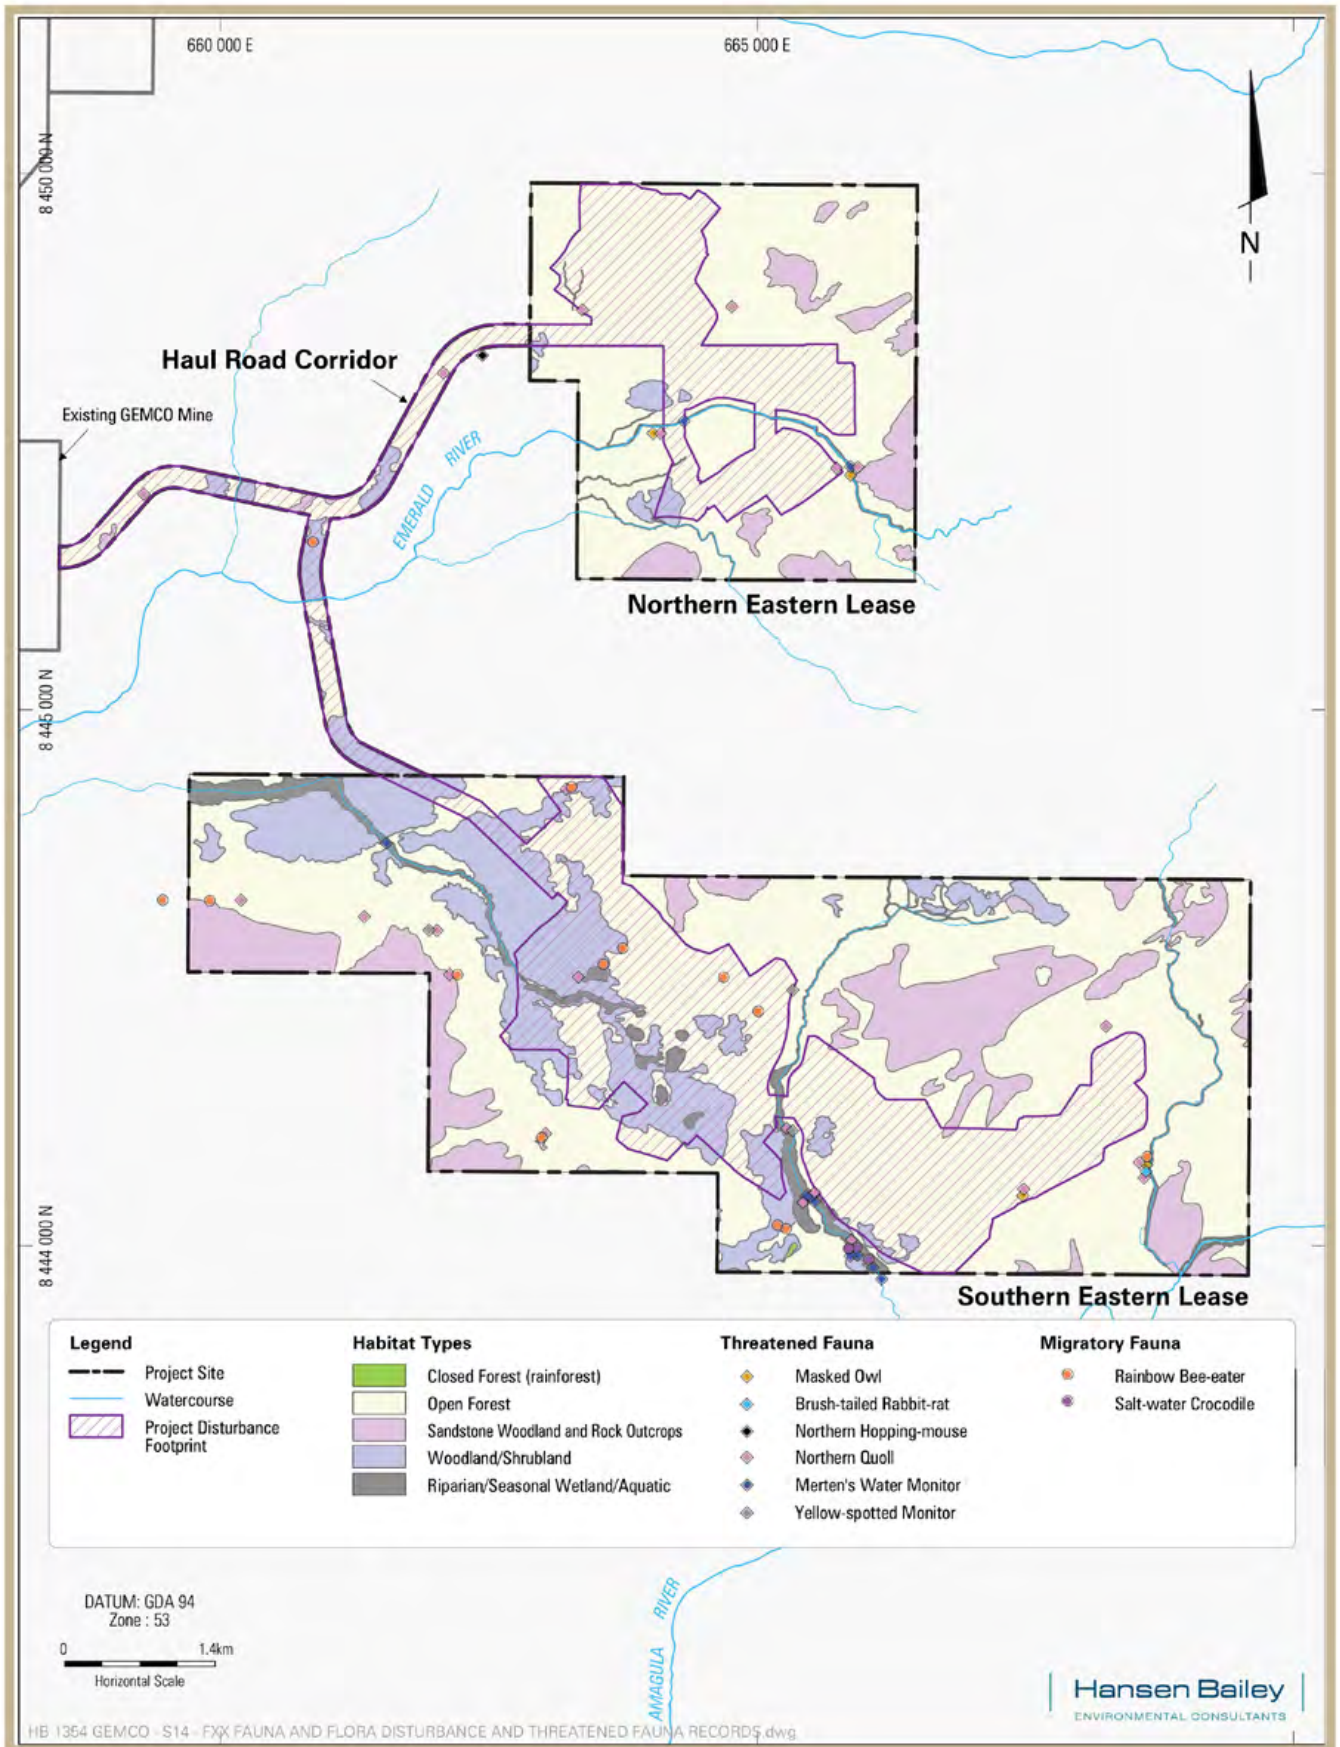 660 000 E
665 000 E
8 450 000 N
N
Haul Road Corridor
Existing GEMCO Mine
EMERALD RIVER
Northern Eastern Lease
8 445 000 N
8 444 000 N
Southern Eastern Lease
Legend
Project Site
Watercourse
Project Disturbance
Footprint
Habitat Types
Closed Forest (rainforest)
Open Forest
Sandstone Woodland and Rock Outcrops
Woodland/Shrubland
Riparian/Seasonal Wetland/Aquatic
Threatened Fauna
Masked Owl
Brush-tailed Rabbit-rat
Northern Hopping-mouse
Northern Quoll
Merten's Water Monitor
Yellow-spotted Monitor
Migratory Fauna
Rainbow Bee-eater
Salt-water Crocodile
DATUM: GDA 94
Zone : 53
0 1.4km
Horizontal Scale
AMAGULA RIVER
Hansen Bailey
ENVIRONMENTAL CONSULTANTS
HB 1354 GEMCO - S14 - FXX FAUNA AND FLORA DISTURBANCE AND THREATENED FAUNA RECORDS.dwg